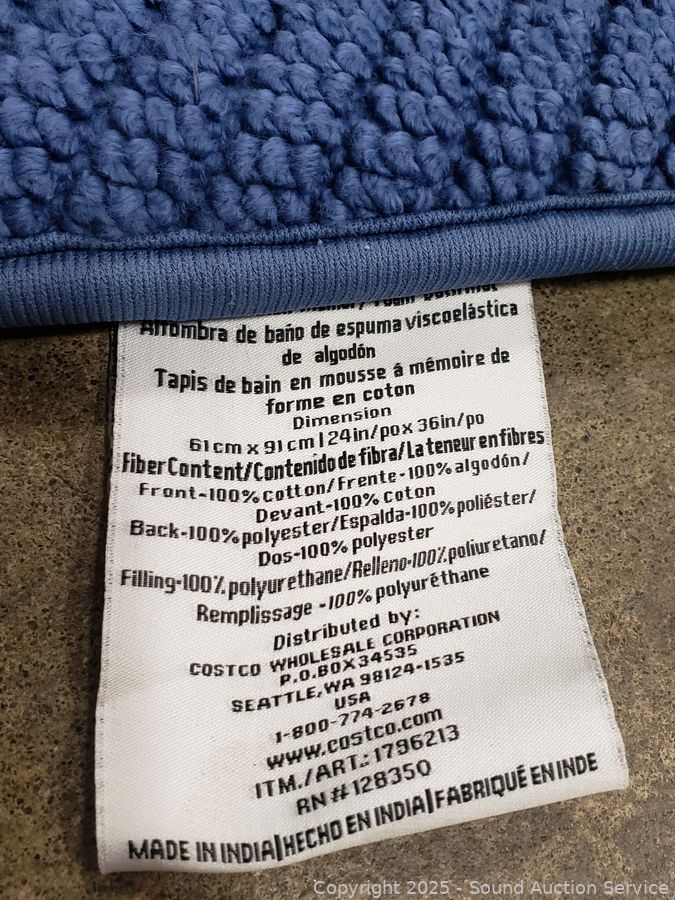 Alfombra de baño de espuma viscoelástica
de algodón
Tapis de bain en mousse á mémoire de
forme en coton
Dimension
61cm x 91cm|24in/pox 36in/po
Fiber Content/Contenido de fibra/La teneur en fibres
Front-100% cotton/Frente-100% algodón/
Devant-100% coton
Back-100% polyester/Espalda-100% poliéster/
Dos-100% polyester
Filling-100% polyurethane/Relleno-100% poliuretano/
Remplissage -100% polyuréthane
Distributed by:
COSTCO WHOLESALE CORPORATION
P.O.BOX 34535
SEATTLE,WA 98124-1535
USA
1-800-774-2678
www.costco.com
ITM./ART.: 1796213
RN#128350
MADE IN INDIA|HECHO EN INDIA|FABRIQUÉ EN INDE
Copyright 2025 - Sound Auction Service